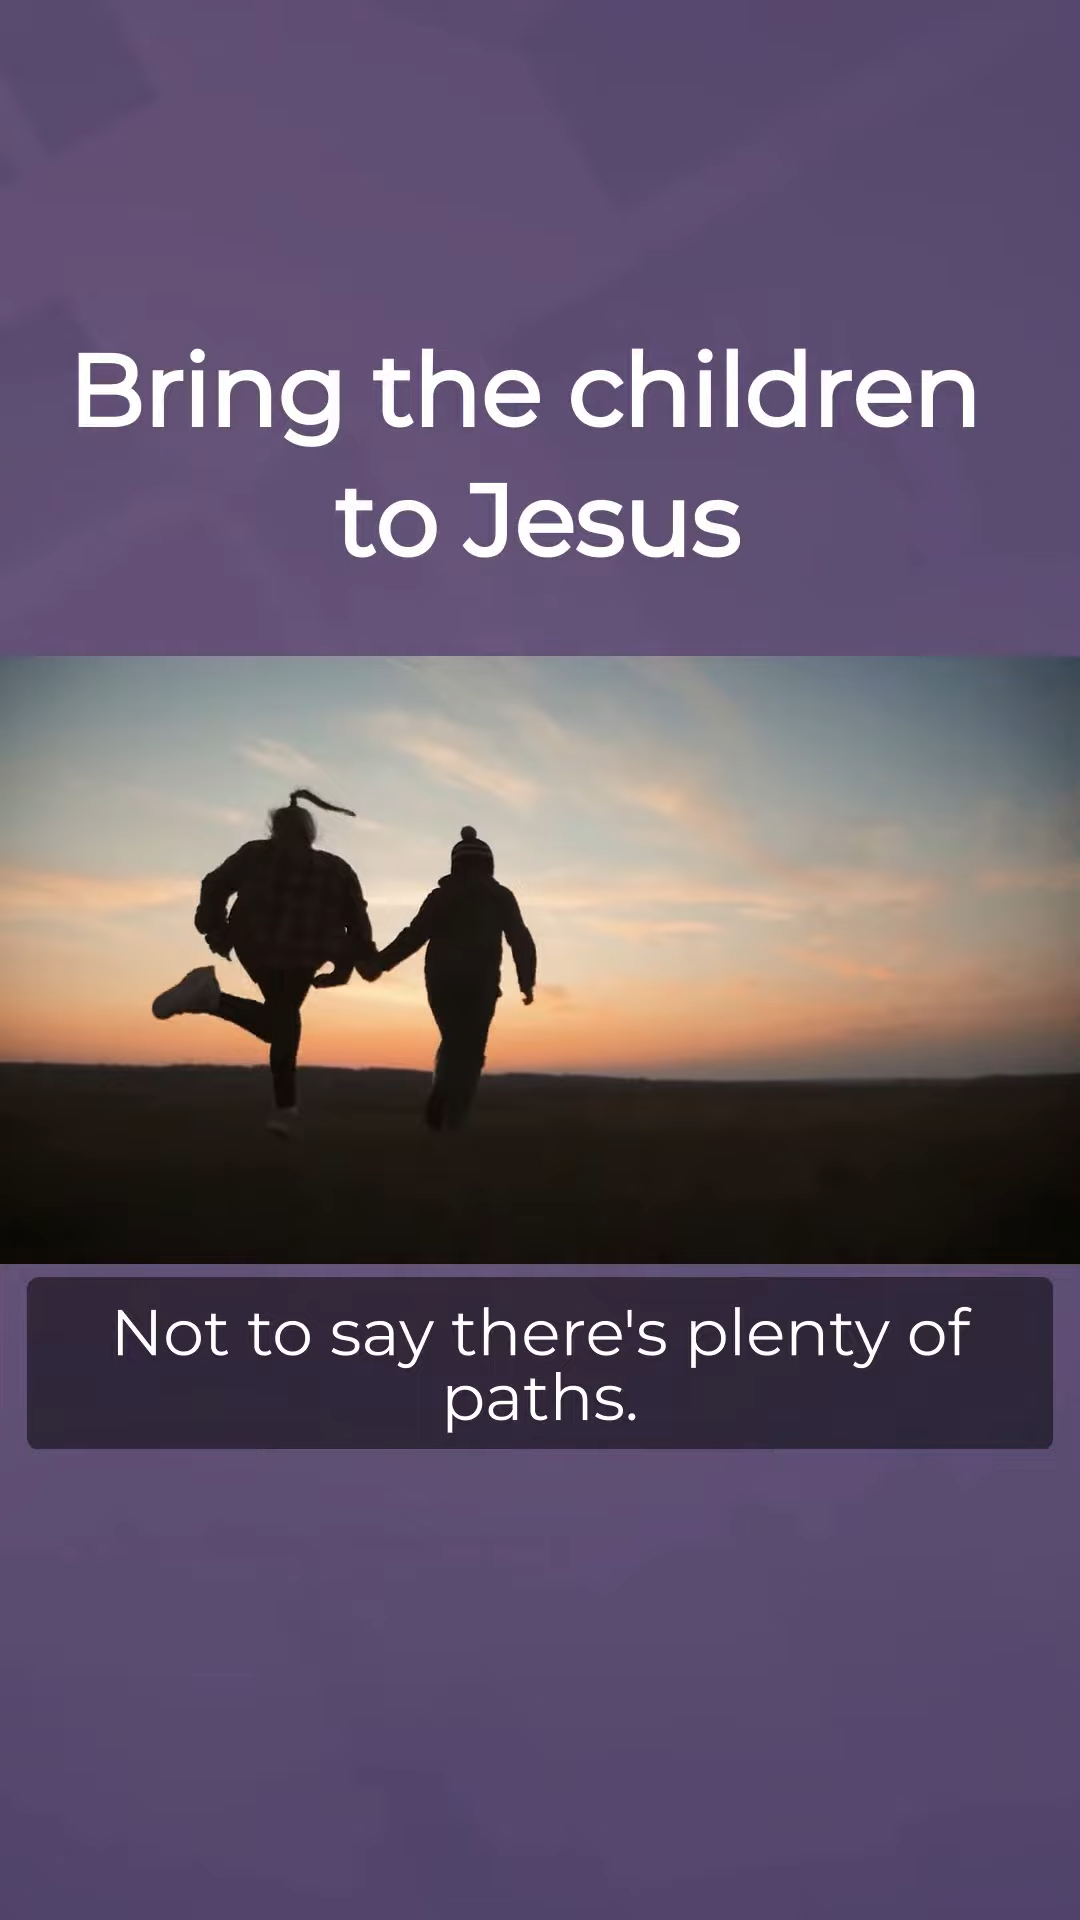 Bring the children
to Jesus
Not to say there's plenty of
paths.